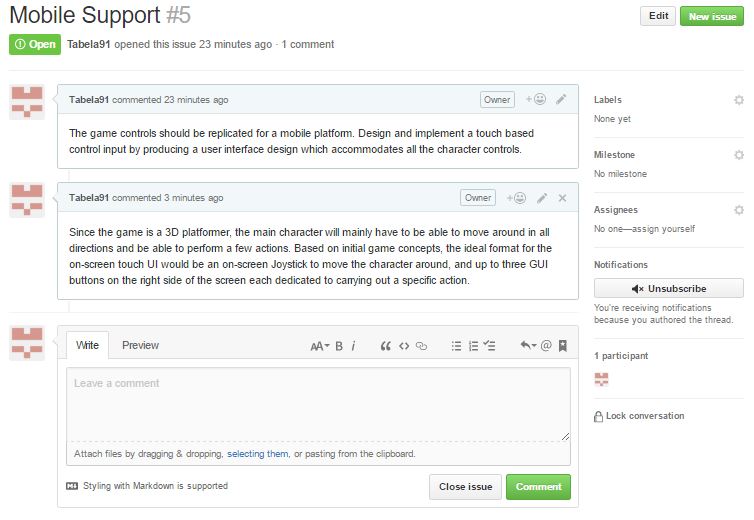 Mobile Support #5
Edit
New issue
Open
Tabela91 opened this issue 23 minutes ago · 1 comment
Tabela91 commented 23 minutes ago
Owner
The game controls should be replicated for a mobile platform. Design and implement a touch based
control input by producing a user interface design which accommodates all the character controls.
Tabela91 commented 3 minutes ago
Owner
Since the game is a 3D platformer, the main character will mainly have to be able to move around in all
directions and be able to perform a few actions. Based on initial game concepts, the ideal format for the
on-screen touch UI would be an on-screen Joystick to move the character around, and up to three GUI
buttons on the right side of the screen each dedicated to carrying out a specific action.
Write
Preview
AA
B
i
Leave a comment
Attach files by dragging & dropping, selecting them, or pasting from the clipboard.
Styling with Markdown is supported
Close issue
Comment
Labels
None yet
Milestone
No milestone
Assignees
No one—assign yourself
Notifications
Unsubscribe
You're receiving notifications
because you authored the thread.
1 participant
Lock conversation